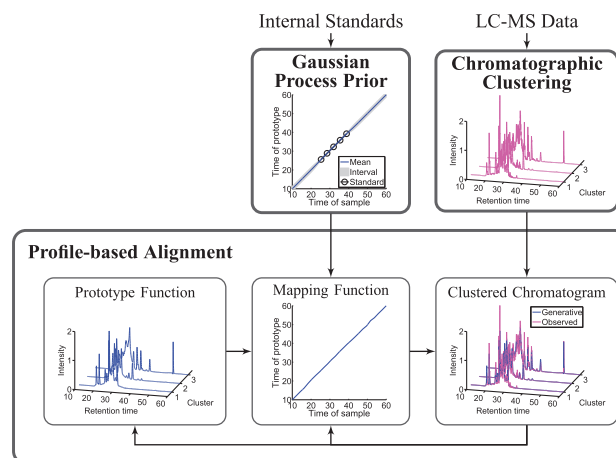 Internal Standards
LC-MS Data
Gaussian
Process Prior
60
50
40
30
20
10
Time of prototype
Mean
Interval
Standard
10 20 30 40 50 60
Time of sample
Chromatographic
Clustering
2
1
0
Intensity
10 20 30 40 50 60
Retention time
1 2 3
Cluster
Profile-based Alignment
Prototype Function
2
1
0
Intensity
10 20 30 40 50 60
Retention time
1 2 3
Cluster
Mapping Function
60
50
40
30
20
10
Time of prototype
10 20 30 40 50 60
Time of sample
Clustered Chromatogram
Generative
Observed
2
1
0
Intensity
10 20 30 40 50 60
Retention time
1 2 3
Cluster